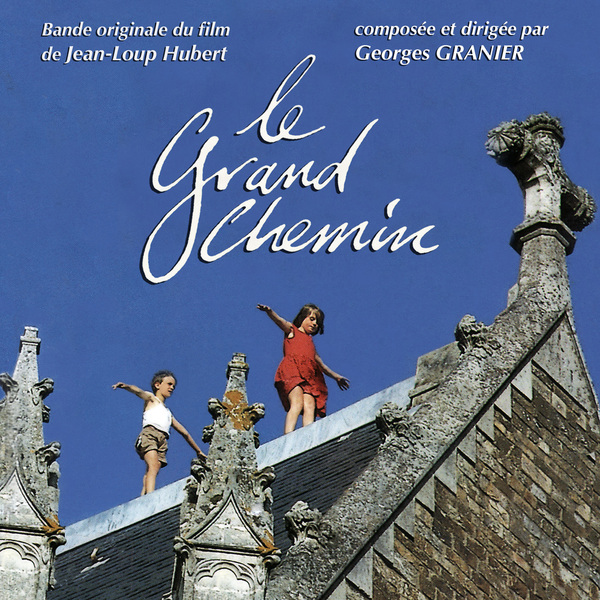 Bande originale du film
de Jean-Loup Hubert
composée et dirigée par
Georges GRANIER
le
Grand
Chemin